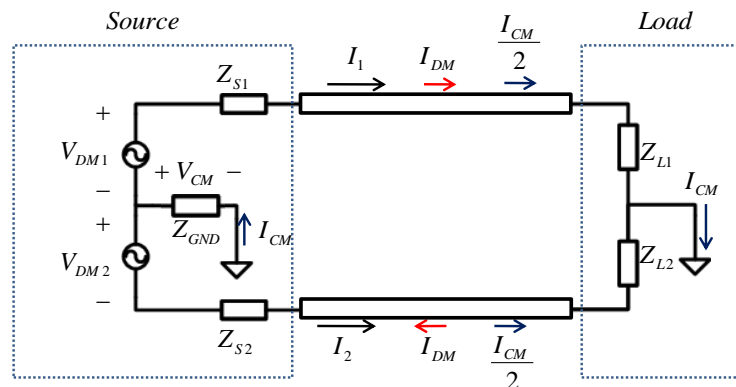 Source
Load
I_1
I_DM
I_CM/2
Z_S1
+
V_DM1
−
+ V_CM −
Z_L1
I_CM
+
Z_GND
I_CM
V_DM2
−
Z_L2
Z_S2
I_2
I_DM
I_CM/2